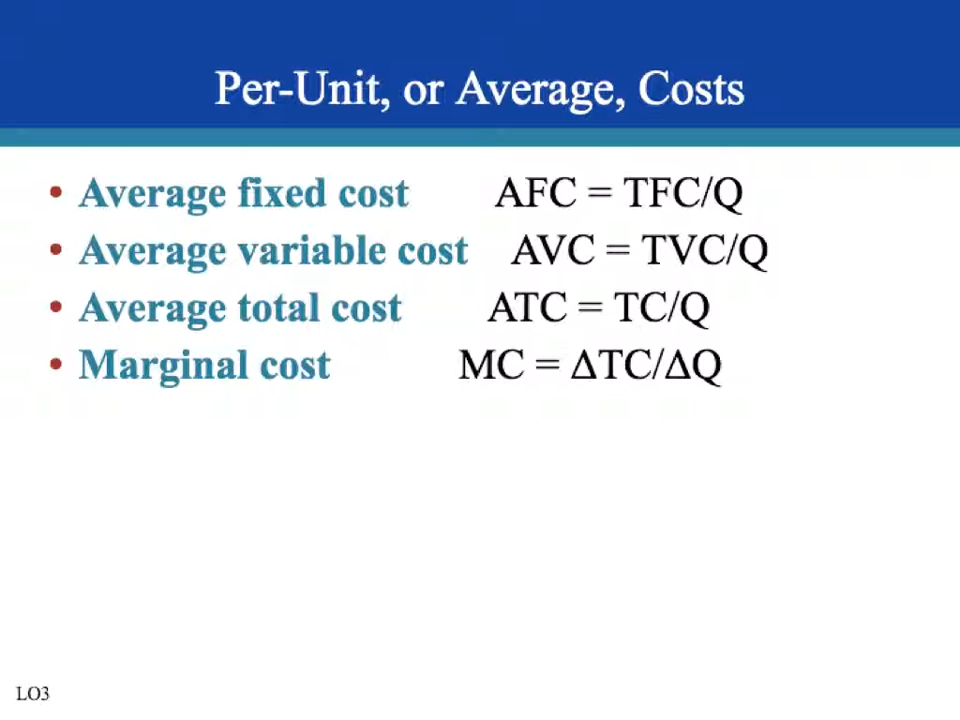 Per-Unit, or Average, Costs
• Average fixed cost AFC = TFC/Q
• Average variable cost AVC = TVC/Q
• Average total cost ATC = TC/Q
• Marginal cost MC = ΔTC/ΔQ
LO3